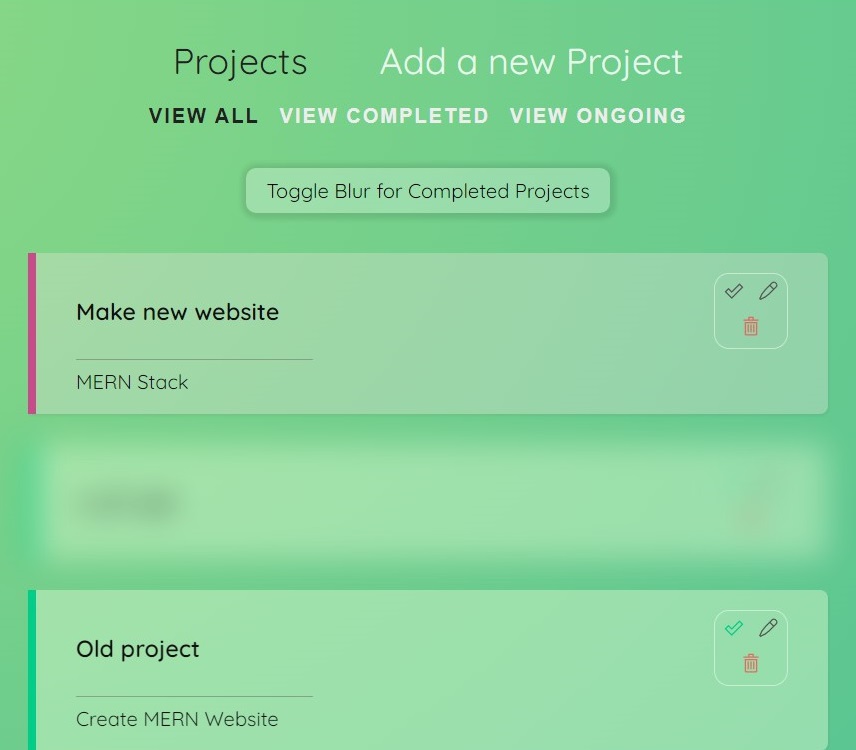 Projects Add a new Project
VIEW ALL VIEW COMPLETED VIEW ONGOING
Toggle Blur for Completed Projects
Make new website
MERN Stack
Old project
Create MERN Website